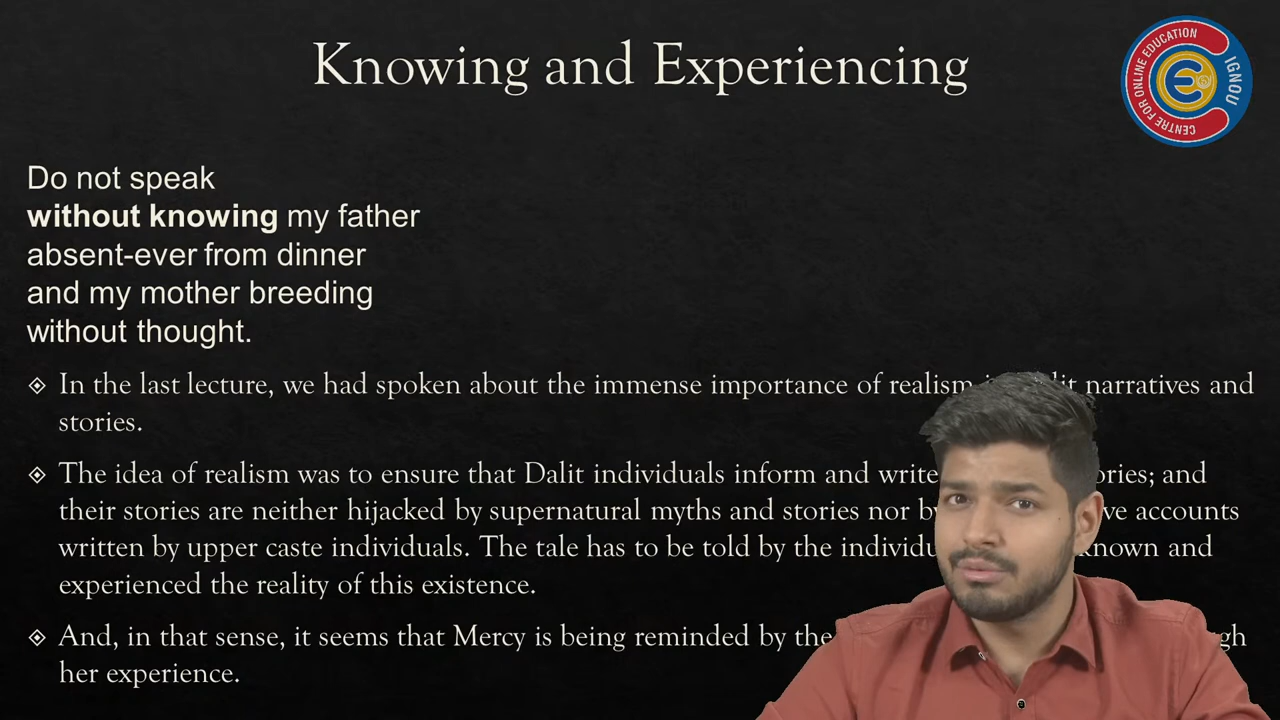 Knowing and Experiencing
CENTRE FOR ONLINE EDUCATION
IGNOU
Do not speak
without knowing my father
absent-ever from dinner
and my mother breeding
without thought.
In the last lecture, we had spoken about the immense importance of realism narratives and
stories.
The idea of realism was to ensure that Dalit individuals inform and write and
their stories are neither hijacked by supernatural myths and stories nor accounts
written by upper caste individuals. The tale has to be told by the known and
experienced the reality of this existence.
And, in that sense, it seems that Mercy is being reminded by the
her experience.